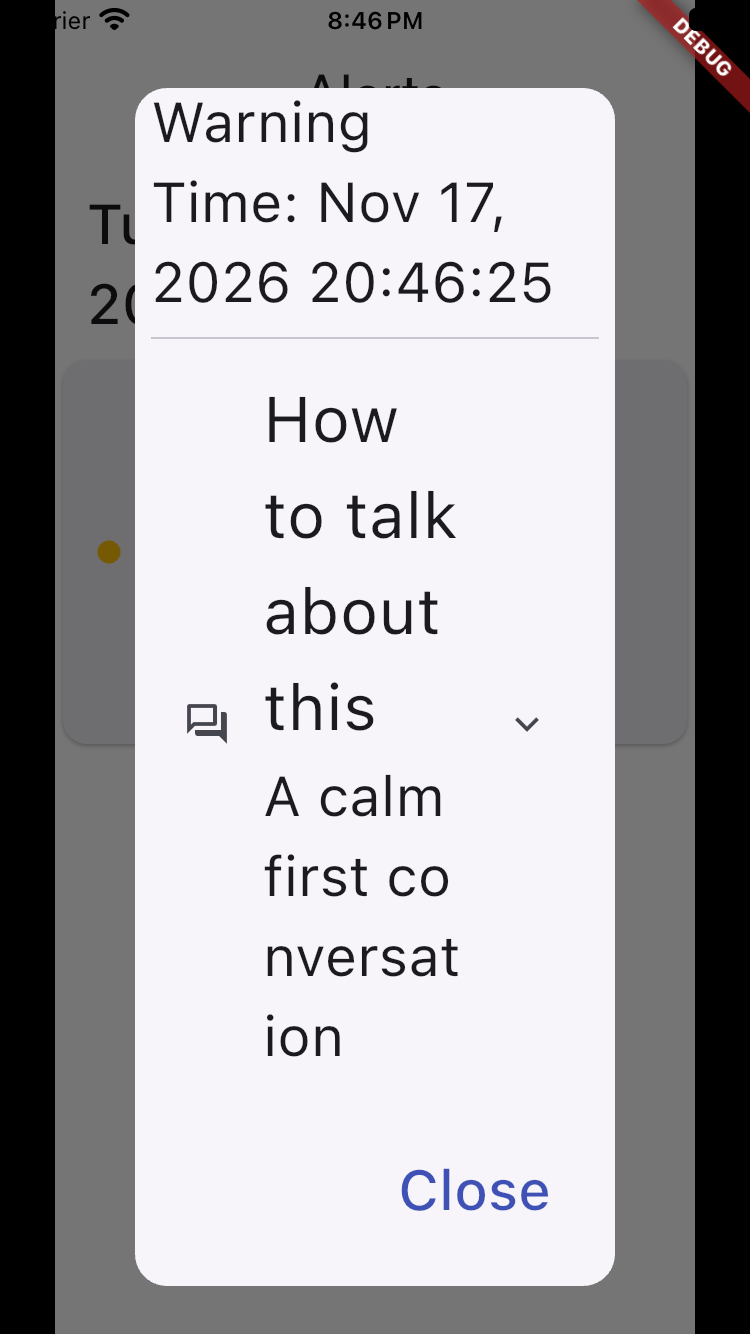 8:46 PM
DEBUG
Warning
Time: Nov 17,
2026 20:46:25
How
to talk
about
this
A calm
first co
nversat
ion
Close